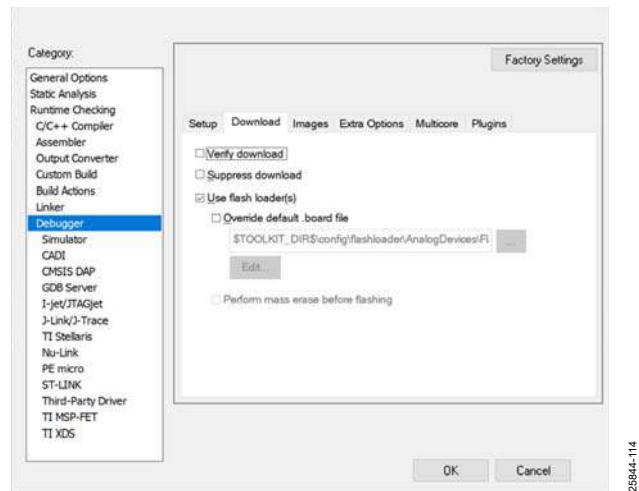 Category:
General Options
Static Analysis
Runtime Checking
C/C++ Compiler
Assembler
Output Converter
Custom Build
Build Actions
Linker
Debugger
Simulator
CADI
CMSIS DAP
GDB Server
I-jet/JTAGjet
J-Link/J-Trace
TI Stellaris
Nu-Link
PE micro
ST-LINK
Third-Party Driver
TI MSP-FET
TI XDS
Factory Settings
Setup Download Images Extra Options Multicore Plugins
Verify download
Suppress download
Use flash loader(s)
Override default .board file
$TOOLKIT_DIR$\config\flashloader\AnalogDevices\Fl
...
Edit...
Perform mass erase before flashing
OK Cancel
25844-114